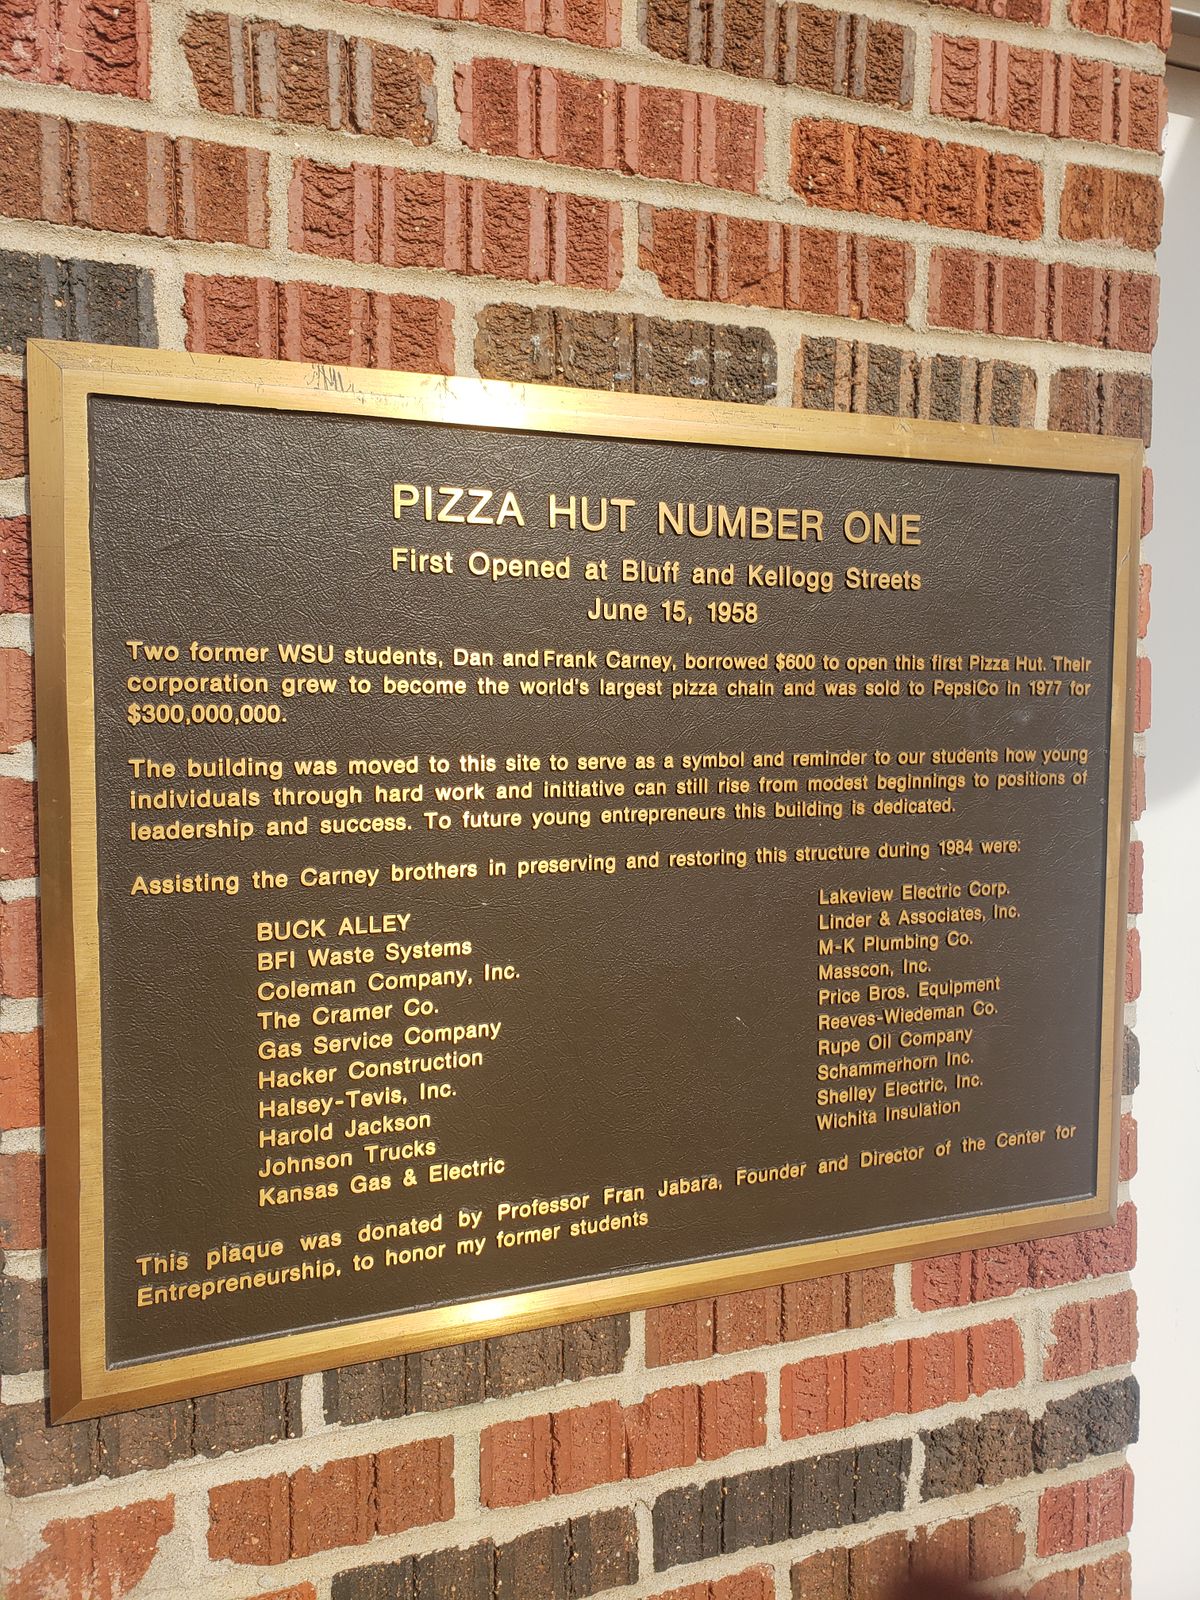 PIZZA HUT NUMBER ONE
First Opened at Bluff and Kellogg Streets
June 15, 1958
Two former WSU students, Dan and Frank Carney, borrowed $600 to open this first Pizza Hut. Their
corporation grew to become the world's largest pizza chain and was sold to PepsiCo in 1977 for
$300,000,000.
The building was moved to this site to serve as a symbol and reminder to our students how young
individuals through hard work and initiative can still rise from modest beginnings to positions of
leadership and success. To future young entrepreneurs this building is dedicated.
Assisting the Carney brothers in preserving and restoring this structure during 1984 were:
BUCK ALLEY
BFI Waste Systems
Coleman Company, Inc.
The Cramer Co.
Gas Service Company
Hacker Construction
Halsey-Tevis, Inc.
Harold Jackson
Johnson Trucks
Kansas Gas & Electric
Lakeview Electric Corp.
Linder & Associates, Inc.
M-K Plumbing Co.
Masscon, Inc.
Price Bros. Equipment
Reeves-Wiedeman Co.
Rupe Oil Company
Schammerhorn Inc.
Shelley Electric, Inc.
Wichita Insulation
This plaque was donated by Professor Fran Jabara, Founder and Director of the Center for
Entrepreneurship, to honor my former students